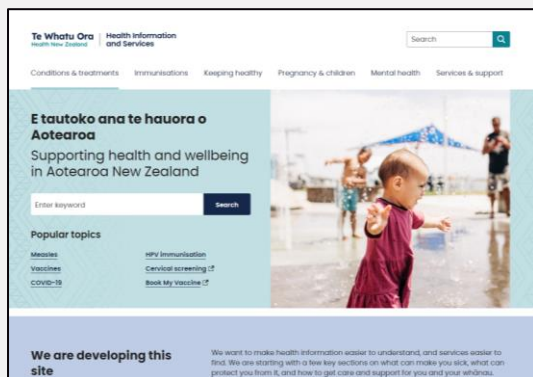 Te Whatu Ora
Health New Zealand
Health Information
and Services
Search
Conditions & treatments
Immunisations
Keeping healthy
Pregnancy & children
Mental health
Services & support
E tautoko ana te hauora o
Aotearoa
Supporting health and wellbeing
in Aotearoa New Zealand
Enter keyword
Search
Popular topics
Measles
HPV immunisation
Vaccines
Cervical screening
COVID-19
Book My Vaccine
We are developing this
site
We want to make health information easier to understand, and services easier to
find. We are starting with a few key sections on what can make you sick, what can
protect you from it, and how to get care and support for you and your whānau.